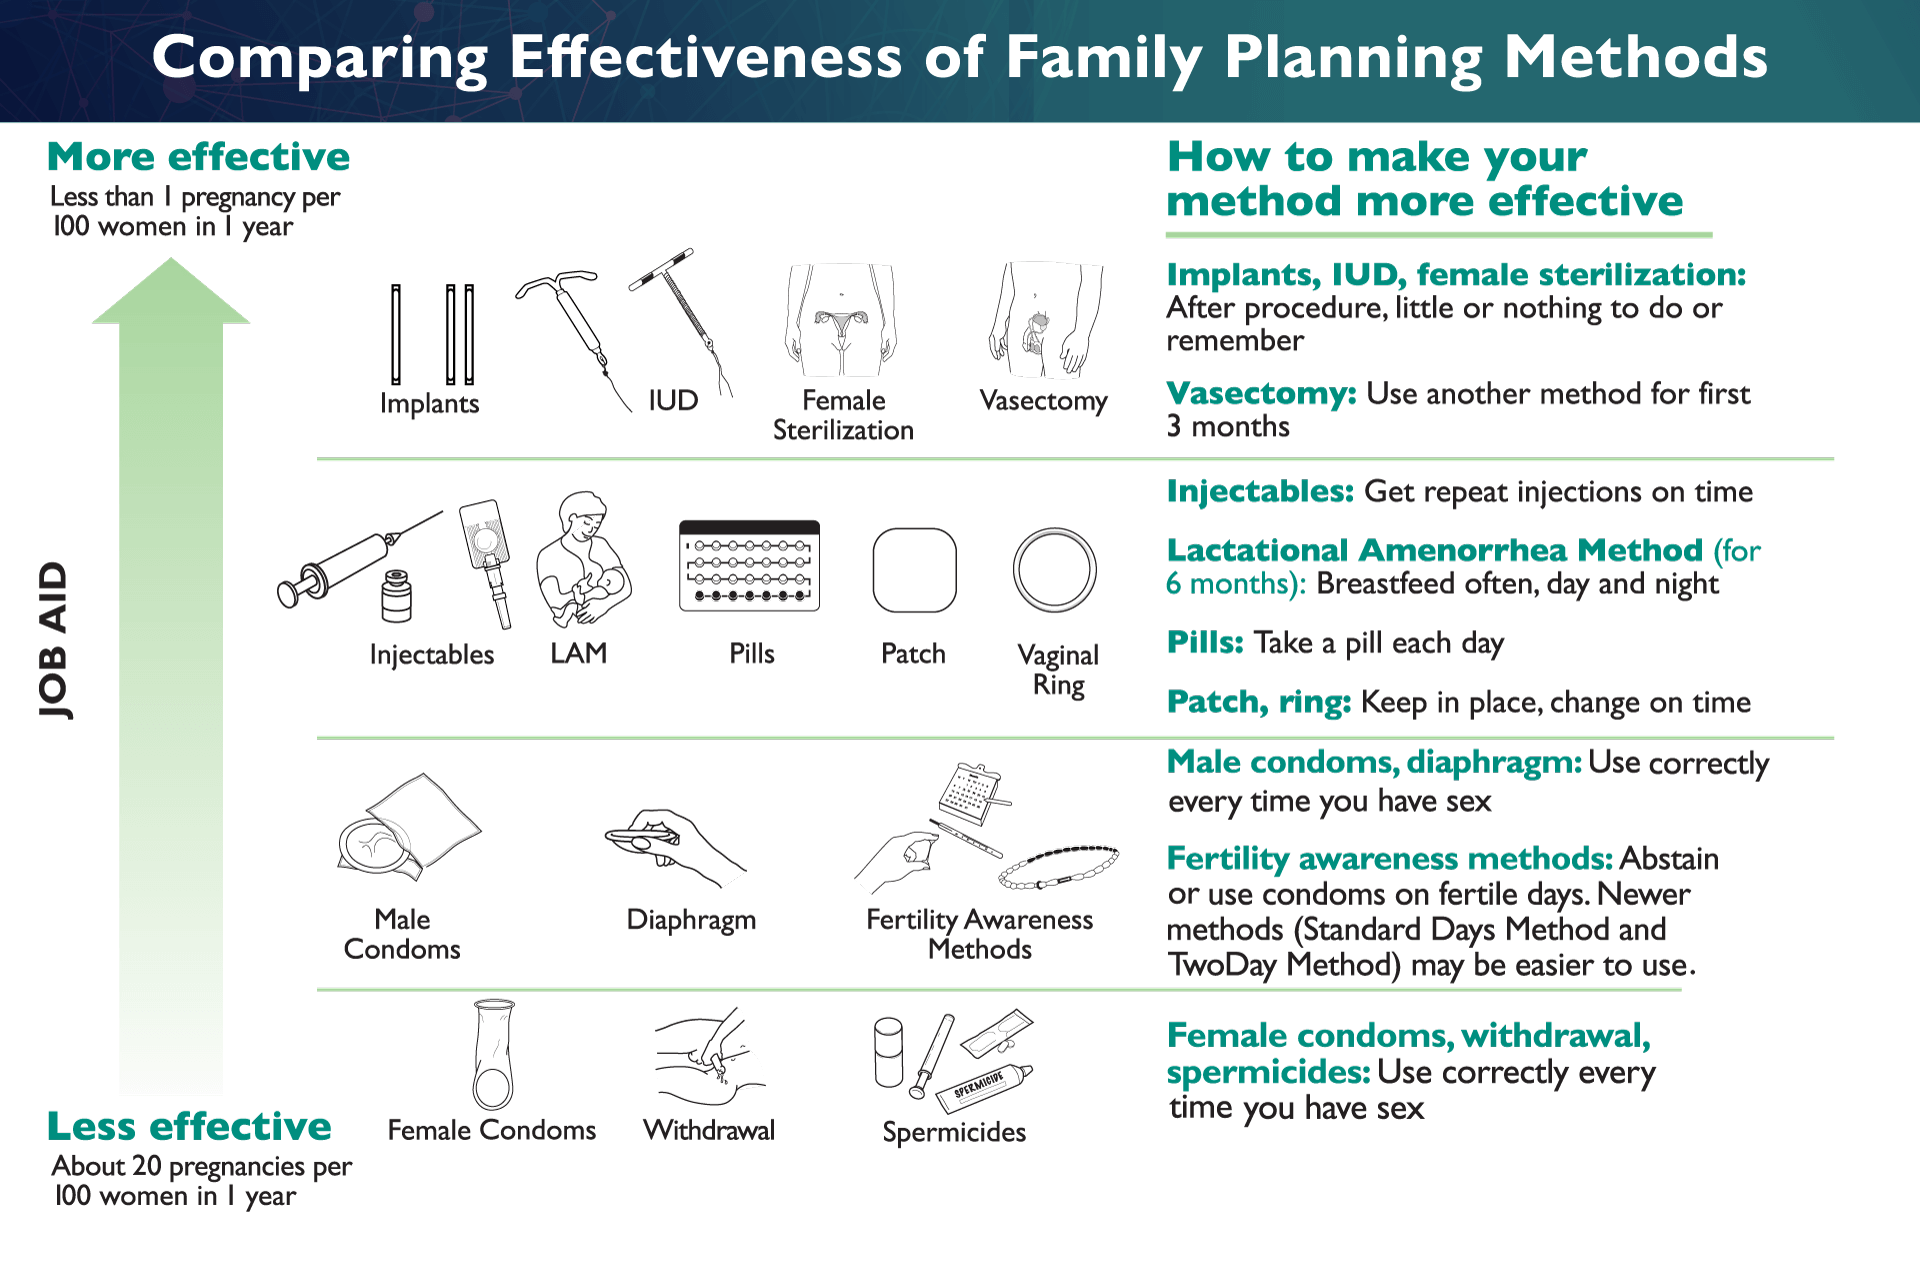 Comparing Effectiveness of Family Planning Methods
More effective
Less than 1 pregnancy per
100 women in 1 year
JOB AID
Less effective
About 20 pregnancies per
100 women in 1 year
Implants
IUD
Female
Sterilization
Vasectomy
Injectables
LAM
Pills
Patch
Vaginal
Ring
Male
Condoms
Diaphragm
Fertility Awareness
Methods
Female Condoms
Withdrawal
SPERMICIDE
Spermicides
How to make your
method more effective
Implants, IUD, female sterilization:
After procedure, little or nothing to do or
remember
Vasectomy: Use another method for first
3 months
Injectables: Get repeat injections on time
Lactational Amenorrhea Method (for
6 months): Breastfeed often, day and night
Pills: Take a pill each day
Patch, ring: Keep in place, change on time
Male condoms, diaphragm: Use correctly
every time you have sex
Fertility awareness methods: Abstain
or use condoms on fertile days. Newer
methods (Standard Days Method and
TwoDay Method) may be easier to use.
Female condoms, withdrawal,
spermicides: Use correctly every
time you have sex